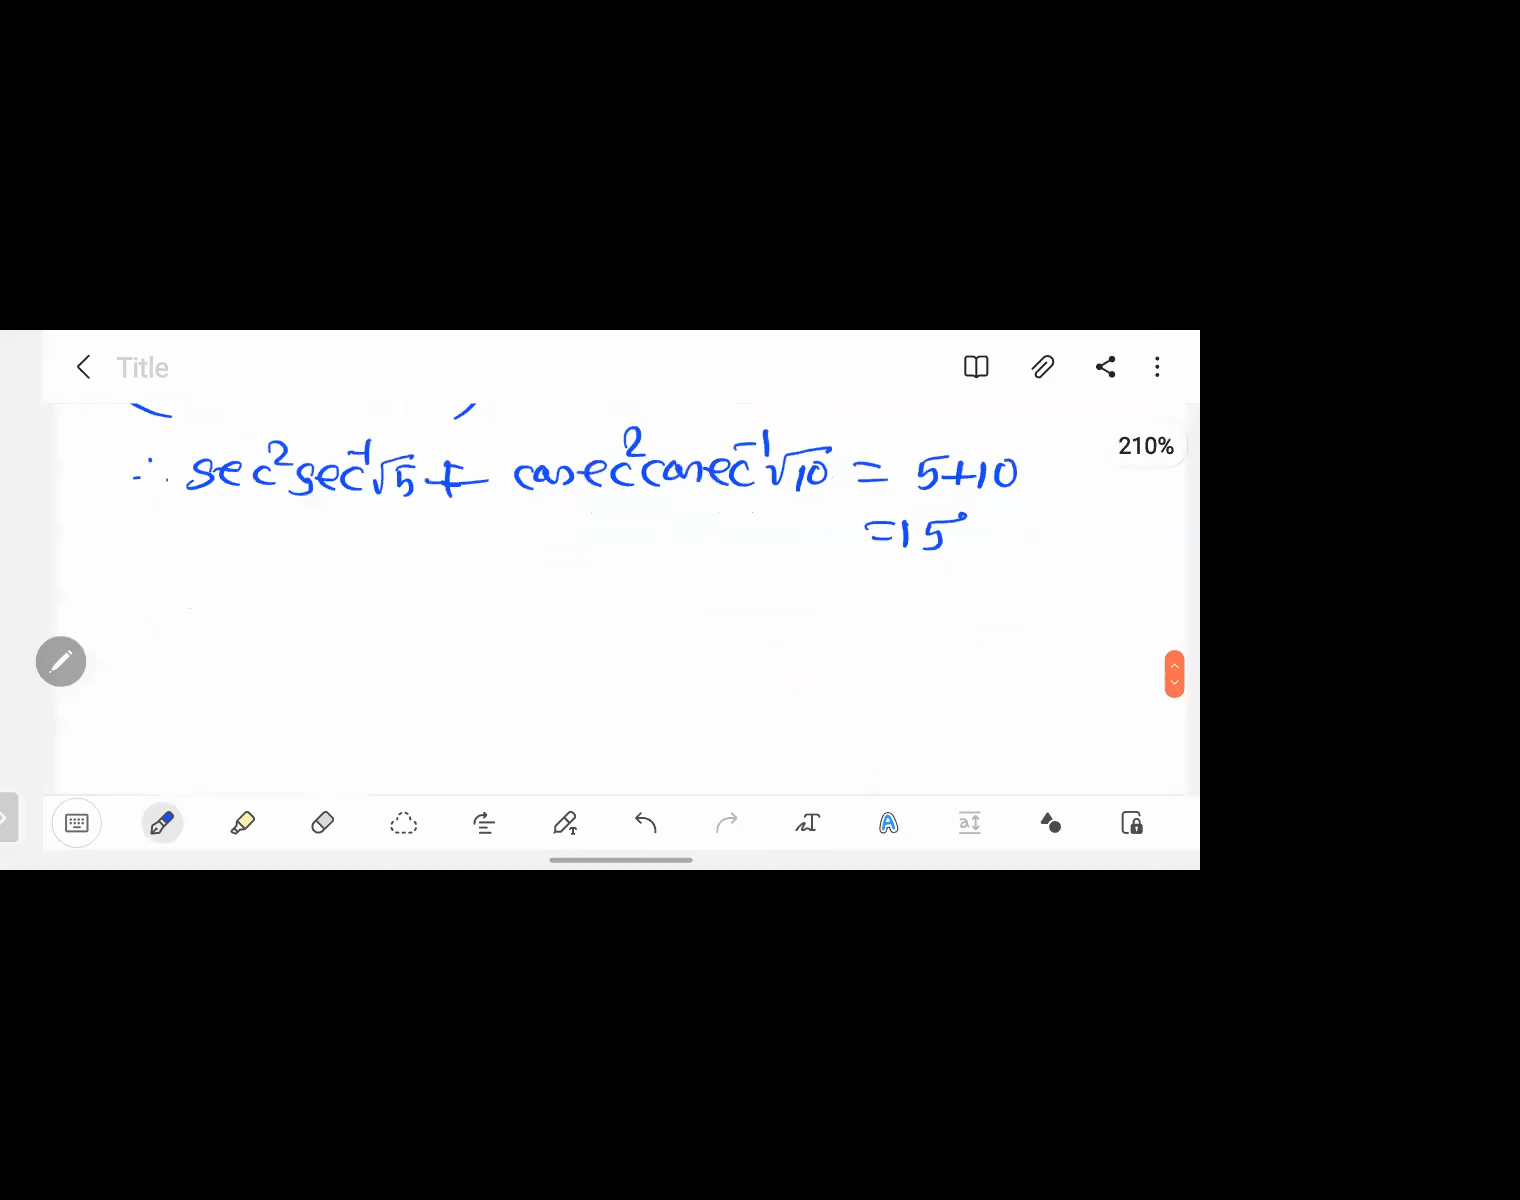 Title
∴ sec²sec⁻¹√5 + cosec²cosec⁻¹√10 = 5+10
210%
=15